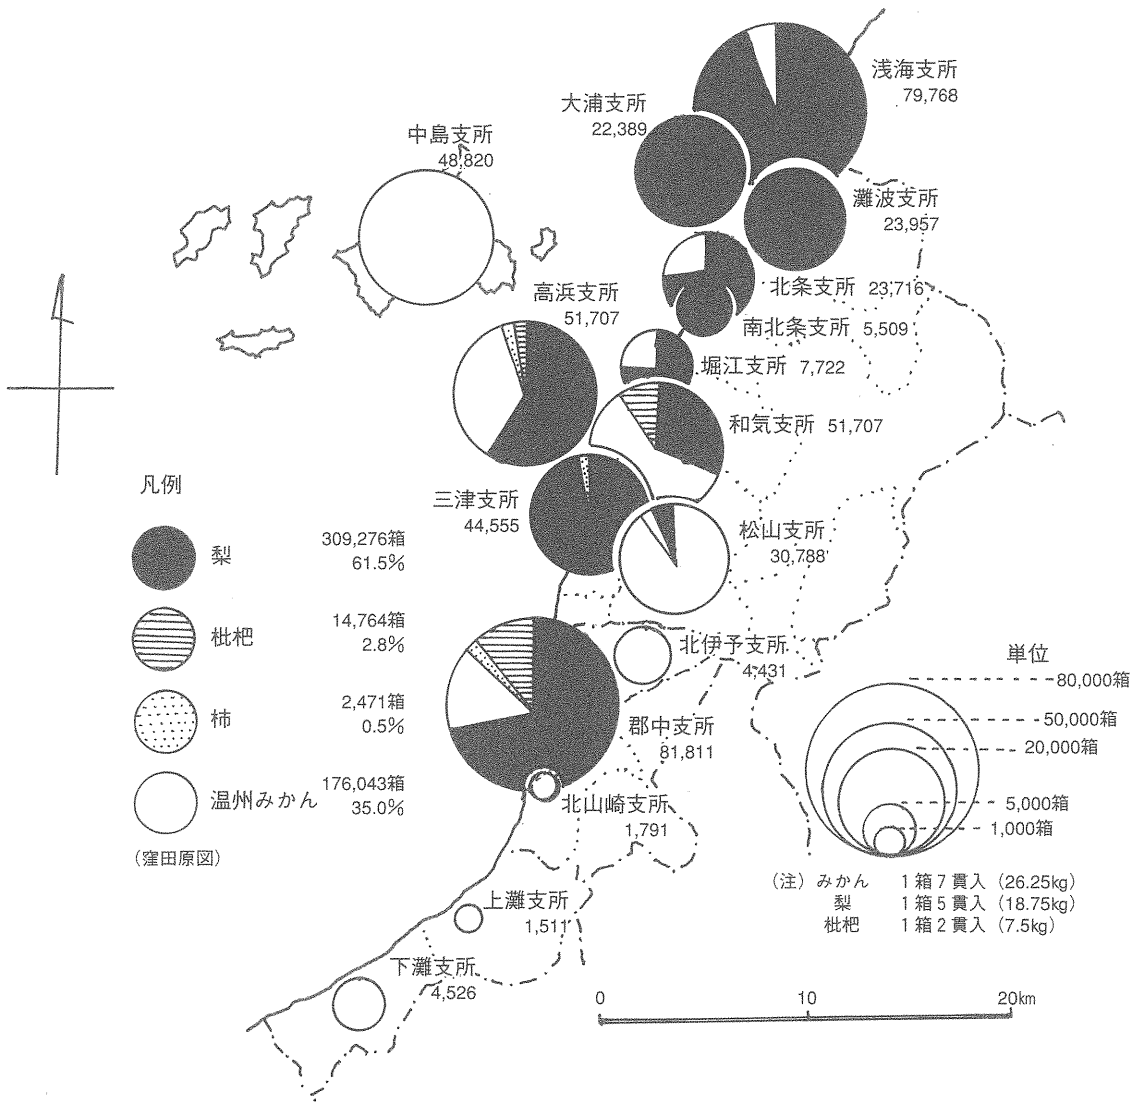 浅海支所
79,768
大浦支所
22,389
中島支所
48,820
灘波支所
23,957
北条支所 23,716
高浜支所
51,707
南北条支所 5,509
堀江支所 7,722
和気支所 51,707
三津支所
44,555
松山支所
30,788
北伊予支所
4,431
郡中支所
81,811
北山崎支所
1,791
上灘支所
1,511
下灘支所
4,526
凡例
梨 309,276箱
61.5%
枇杷 14,764箱
2.8%
柿 2,471箱
0.5%
温州みかん 176,043箱
35.0%
(窪田原図)
単位
80,000箱
50,000箱
20,000箱
5,000箱
1,000箱
(注) みかん 1箱7貫入(26.25kg)
梨 1箱5貫入(18.75kg)
枇杷 1箱2貫入(7.5kg)
0 10 20km